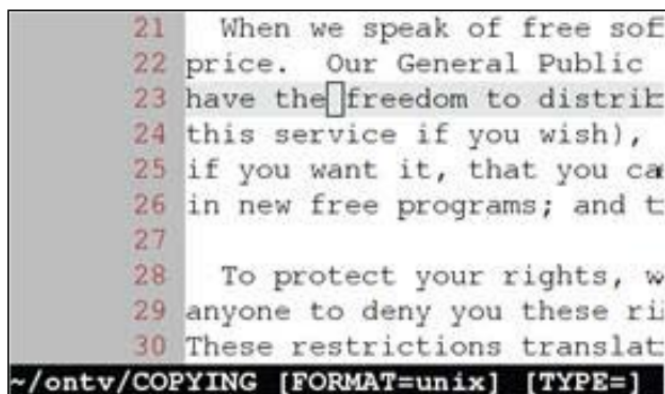 21 When we speak of free sof
22 price. Our General Public
23 have the freedom to distrib
24 this service if you wish),
25 if you want it, that you ca
26 in new free programs; and t
27
28 To protect your rights, w
29 anyone to deny you these ri
30 These restrictions translat
~/ontv/COPYING [FORMAT=unix] [TYPE=]